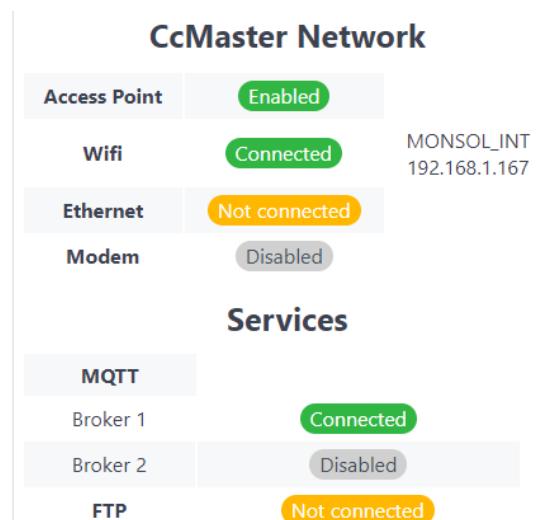 CcMaster Network
Access Point Enabled
Wifi Connected MONSOL_INT
192.168.1.167
Ethernet Not connected
Modem Disabled
Services
MQTT
Broker 1 Connected
Broker 2 Disabled
FTP Not connected